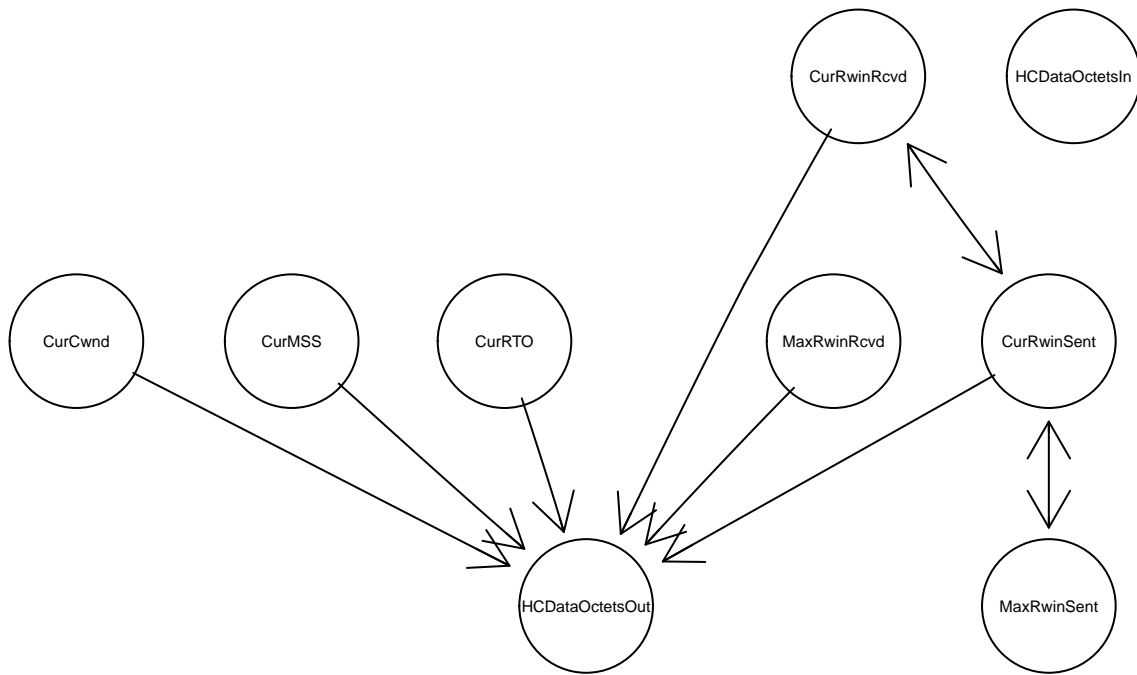 CurRwinRcvd
HCDataOctetsIn
CurCwnd
CurMSS
CurRTO
MaxRwinRcvd
CurRwinSent
HCDataOctetsOut
MaxRwinSent